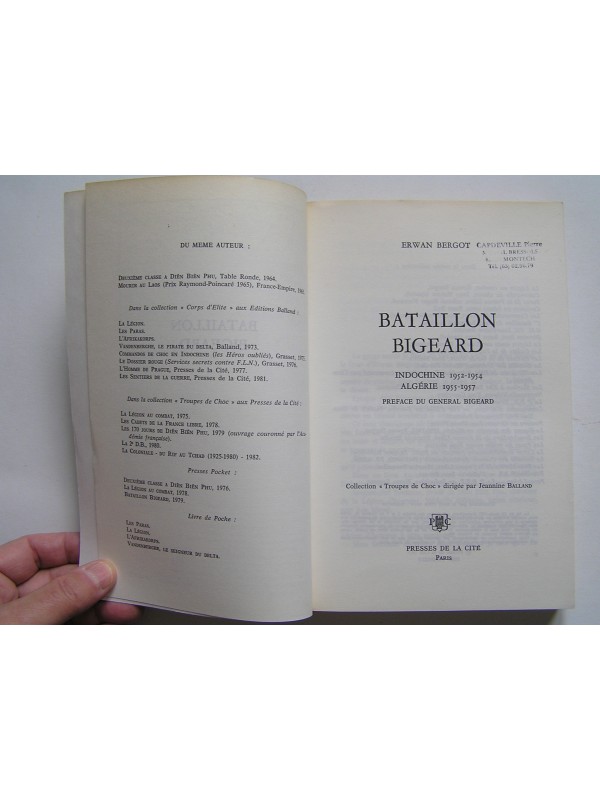 DU MEME AUTEUR :
DEUXIÈME CLASSE A DIÊN BIÊN PHU, Table Ronde, 1964.
MOURIR AU LAOS (Prix Raymond-Poincaré 1965), France-Empire,
Dans la collection « Corps d'Elite » aux Editions Balland :
LA LÉGION.
LES PARAS.
L'AFRIKAKORPS.
VANDENBERGHE, LE PIRATE DU DELTA, Balland, 1973.
COMMANDOS DE CHOC EN INDOCHINE (les Héros oubliés), Grasset,
LE DOSSIER ROUGE (Services secrets contre F.L.N.), Grasset, 1976.
L'HOMME DE PRAGUE, Presses de la Cité, 1977.
LES SENTIERS DE LA GUERRE, Presses de la Cité, 1981.
Dans la collection « Troupes de Choc » aux Presses de la Cité :
LA LÉGION AU COMBAT, 1975.
LES CADETS DE LA FRANCE LIBRE, 1978.
LES 170 JOURS DE DIÊN BIÊN PHU, 1979 (ouvrage couronné par l'Aca-
démie française).
LA 2e D.B., 1980.
LA COLONIALE - DU RIF AU TCHAD (1925-1980) - 1982.
Presses Pocket :
DEUXIÈME CLASSE A DIÊN BIÊN PHU, 1976.
LA LÉGION AU COMBAT, 1978.
BATAILLON BIGEARD, 1979.
Livre de Poche :
LES PARAS.
LA LÉGION.
L'AFRIKAKORPS.
VANDENBERGHE, LE SEIGNEUR DU DELTA.
ERWAN BERGOT
CAPDEVILLE Pierre
MONTECH
BATAILLON
BIGEARD
INDOCHINE 1952-1954
ALGÉRIE 1955-1957
PREFACE DU GENERAL BIGEARD
Collection « Troupes de Choc » dirigée par Jeannine BALLAND
PRESSES DE LA CITÉ
PARIS